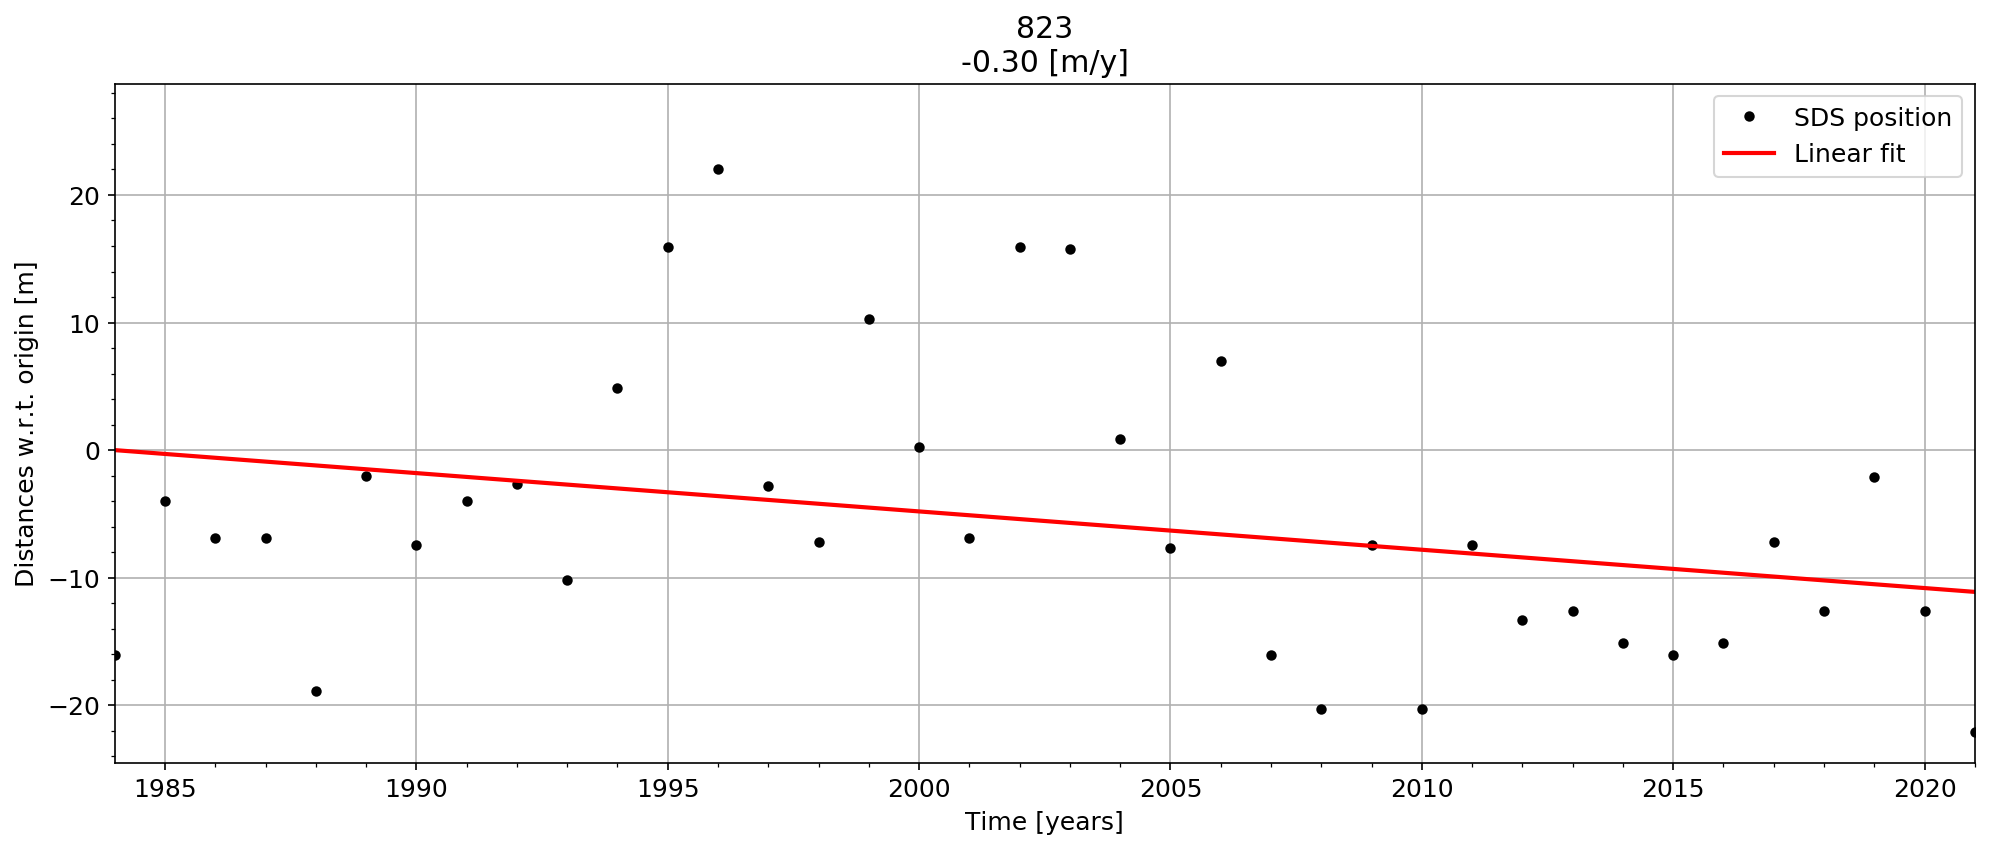 823
-0.30 [m/y]
SDS position
Linear fit
Distances w.r.t. origin [m]
20
10
0
−10
−20
1985 1990 1995 2000 2005 2010 2015 2020
Time [years]